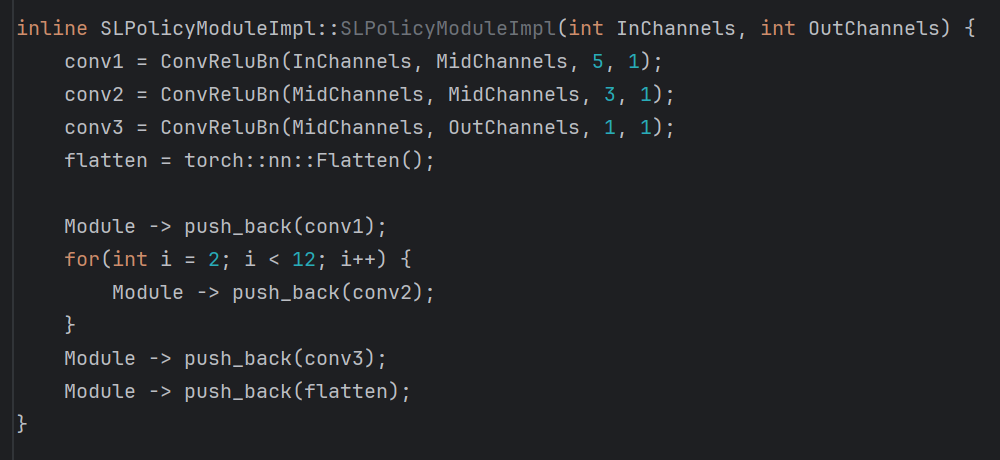 inline SLPolicyModuleImpl::SLPolicyModuleImpl(int InChannels, int OutChannels) {
    conv1 = ConvReluBn(InChannels, MidChannels, 5, 1);
    conv2 = ConvReluBn(MidChannels, MidChannels, 3, 1);
    conv3 = ConvReluBn(MidChannels, OutChannels, 1, 1);
    flatten = torch::nn::Flatten();

    Module -> push_back(conv1);
    for(int i = 2; i < 12; i++) {
        Module -> push_back(conv2);
    }
    Module -> push_back(conv3);
    Module -> push_back(flatten);
}